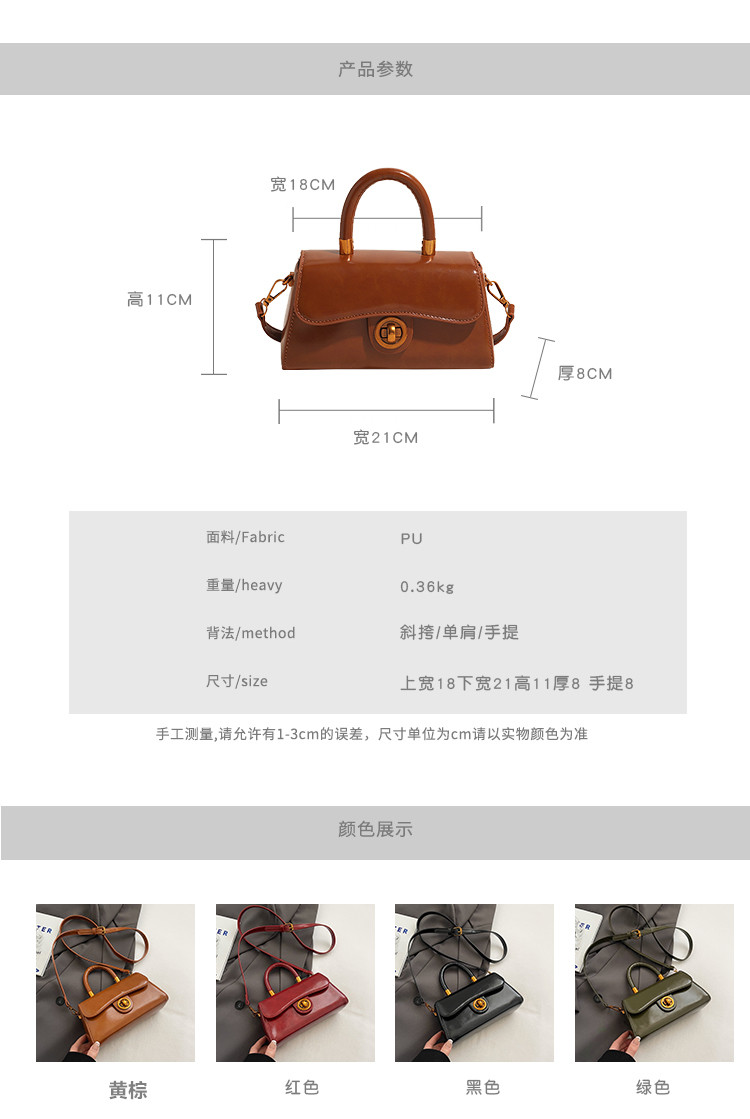 产品参数
宽18CM
高11CM
厚8CM
宽21CM
面料/Fabric PU
重量/heavy 0.36kg
背法/method 斜挎/单肩/手提
尺寸/size 上宽18下宽21高11厚8 手提8
手工测量,请允许有1-3cm的误差，尺寸单位为cm请以实物颜色为准
颜色展示
黄棕 红色 黑色 绿色